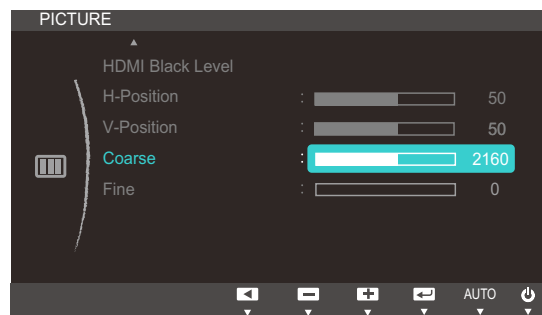 PICTURE
HDMI Black Level
H-Position : 50
V-Position : 50
Coarse : 2160
Fine : 0
AUTO